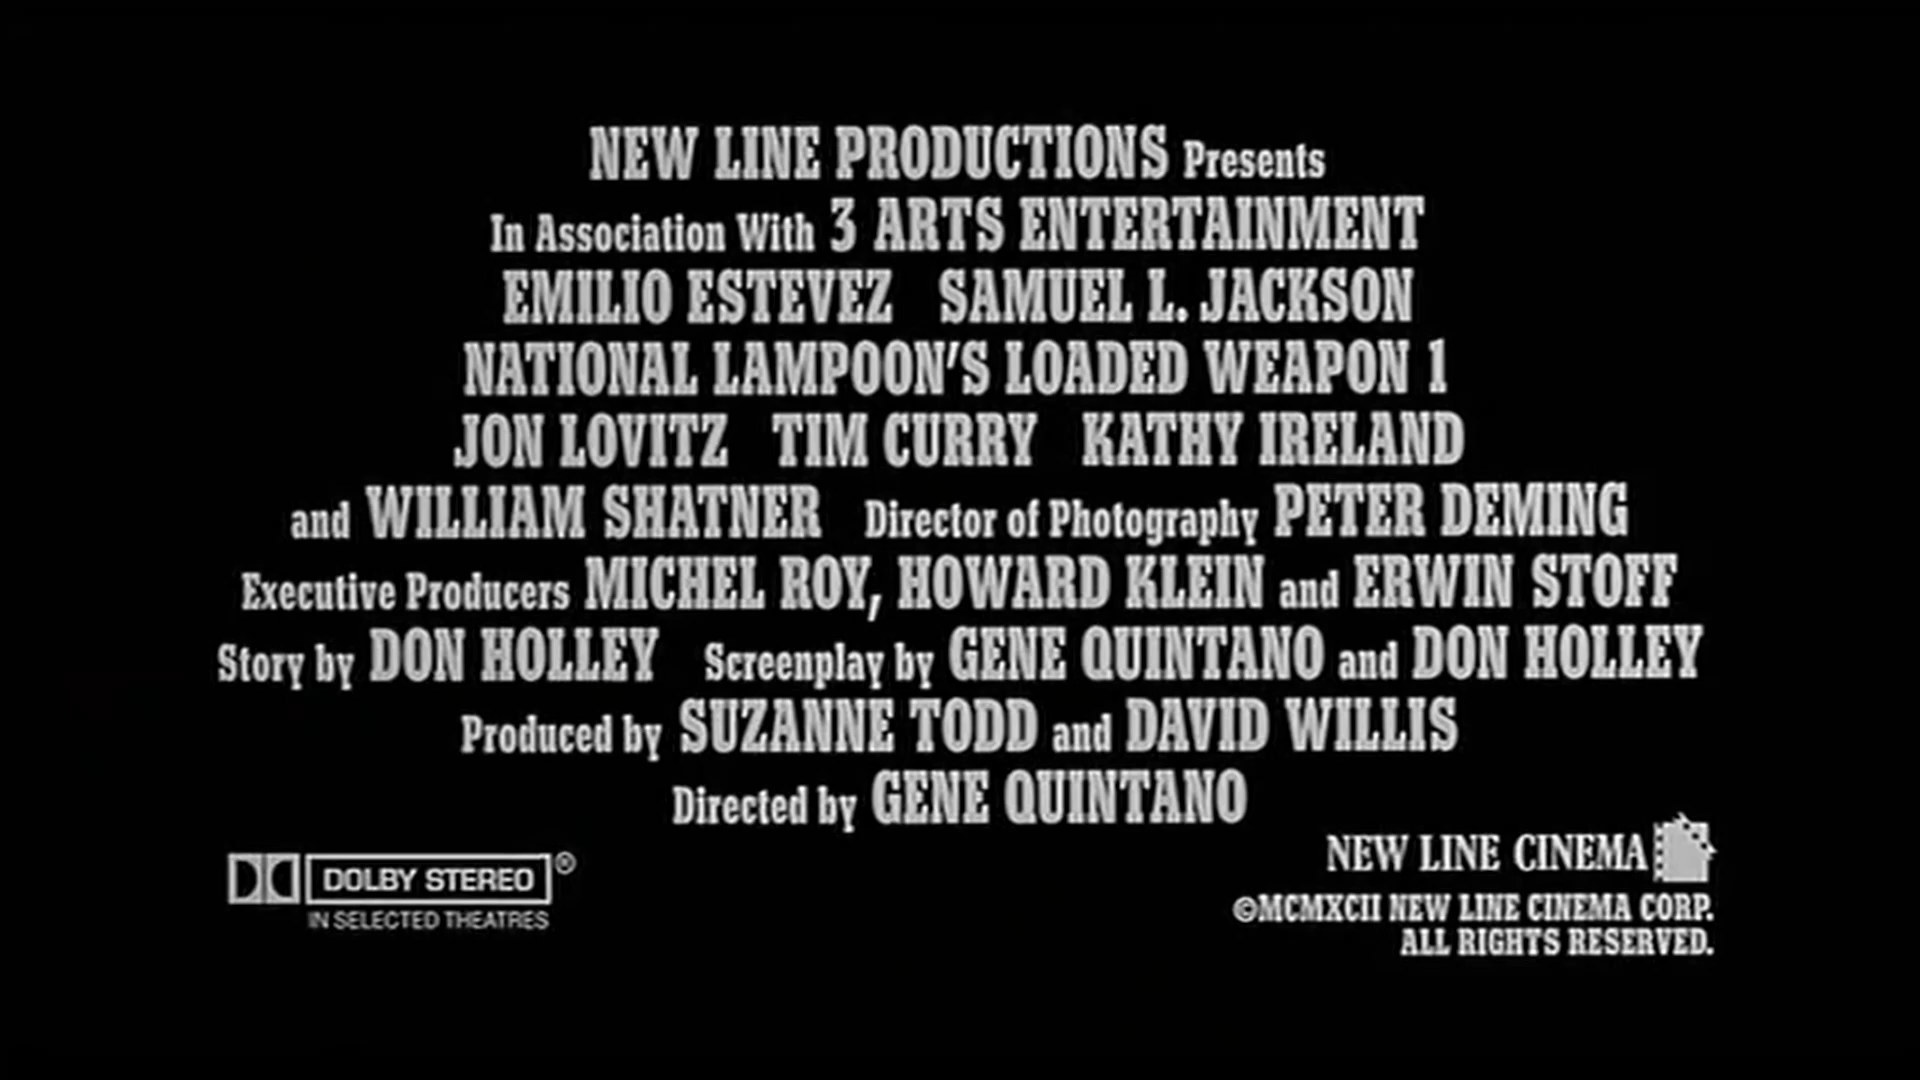 NEW LINE PRODUCTIONS Presents
In Association With 3 ARTS ENTERTAINMENT
EMILIO ESTEVEZ SAMUEL L. JACKSON
NATIONAL LAMPOON'S LOADED WEAPON 1
JON LOVITZ TIM CURRY KATHY IRELAND
and WILLIAM SHATNER Director of Photography PETER DEMING
Executive Producers MICHEL ROY, HOWARD KLEIN and ERWIN STOFF
Story by DON HOLLEY Screenplay by GENE QUINTANO and DON HOLLEY
Produced by SUZANNE TODD and DAVID WILLIS
Directed by GENE QUINTANO
DOLBY STEREO ®
IN SELECTED THEATRES
NEW LINE CINEMA
©MCMXCII NEW LINE CINEMA CORP.
ALL RIGHTS RESERVED.